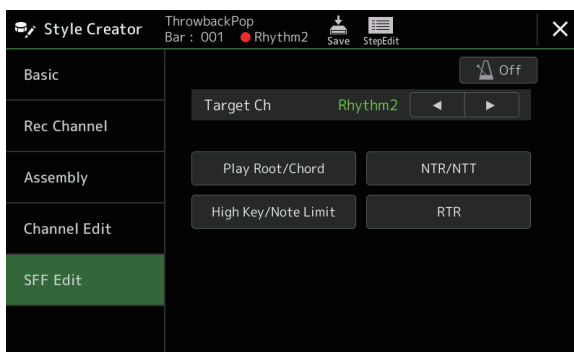 Style Creator
ThrowbackPop
Bar : 001 Rhythm2
Save
StepEdit
Basic
Off
Target Ch Rhythm2
Rec Channel
Assembly
Play Root/Chord
NTR/NTT
Channel Edit
High Key/Note Limit
RTR
SFF Edit